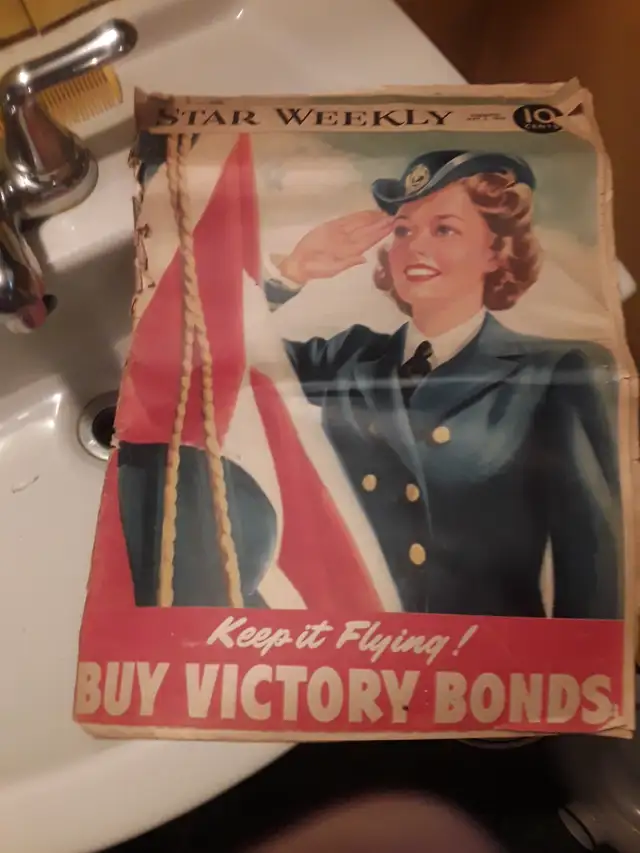 STAR WEEKLY
10
CENTS
Keep it Flying!
BUY VICTORY BONDS